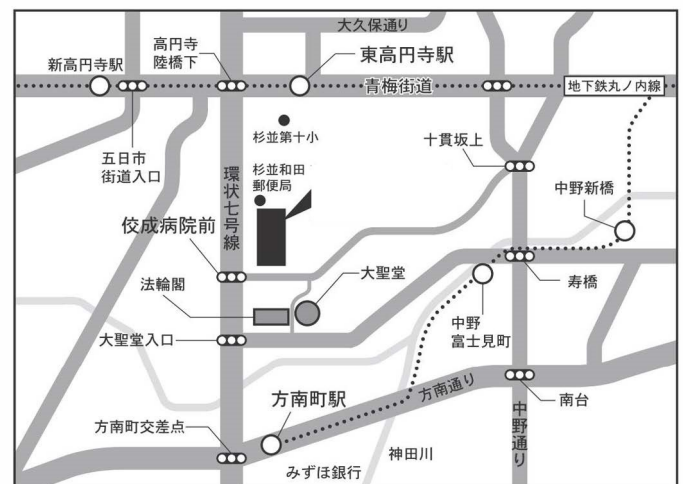 大久保通り
新高円寺駅
高円寺
陸橋下
東高円寺駅
青梅街道
地下鉄丸ノ内線
杉並第十小
五日市
街道入口
環状七号線
杉並和田
郵便局
十貫坂上
中野新橋
佼成病院前
法輪閣
大聖堂
寿橋
大聖堂入口
中野
富士見町
方南町駅
方南通り
南台
中野通り
方南町交差点
神田川
みずほ銀行